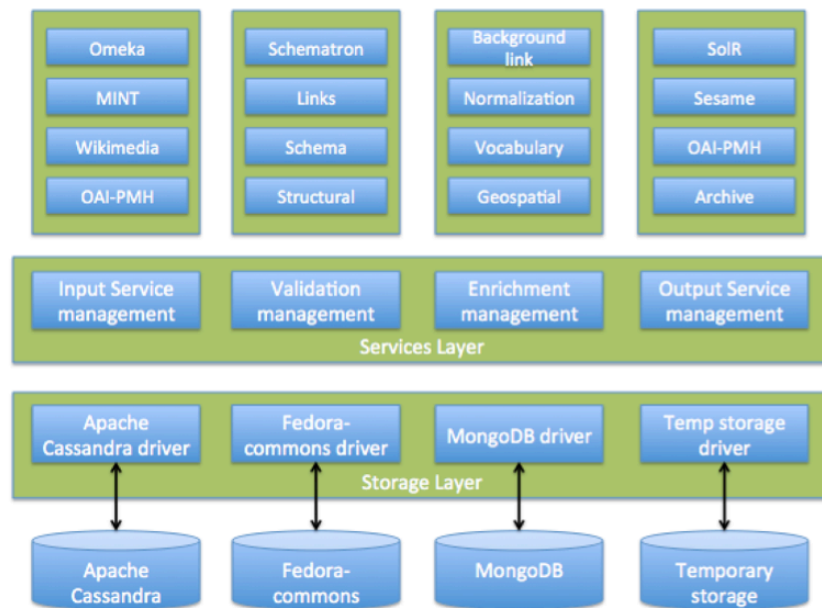 Omeka
MINT
Wikimedia
OAI-PMH
Schematron
Links
Schema
Structural
Background
link
Normalization
Vocabulary
Geospatial
SolR
Sesame
OAI-PMH
Archive
Input Service
management
Validation
management
Enrichment
management
Output Service
management
Services Layer
Apache
Cassandra driver
Fedora-
commons driver
MongoDB driver
Temp storage
driver
Storage Layer
Apache
Cassandra
Fedora-
commons
MongoDB
Temporary
storage